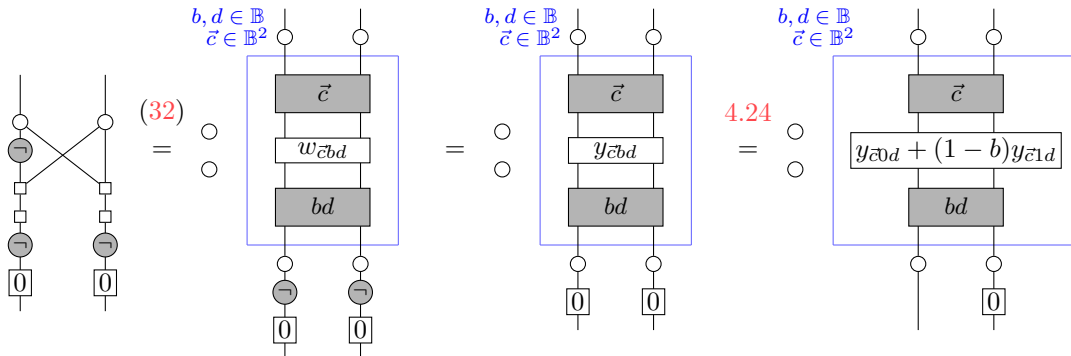 b, d ∈ 𝔹
c⃗ ∈ 𝔹²
b, d ∈ 𝔹
c⃗ ∈ 𝔹²
b, d ∈ 𝔹
c⃗ ∈ 𝔹²
c⃗
c⃗
c⃗
(32)
4.24
¬
=
w_{c⃗bd}
=
y_{c⃗bd}
=
y_{c⃗0d} + (1 − b)y_{c⃗1d}
bd
bd
bd
¬ ¬
0 0
¬ ¬
0 0
0 0
0